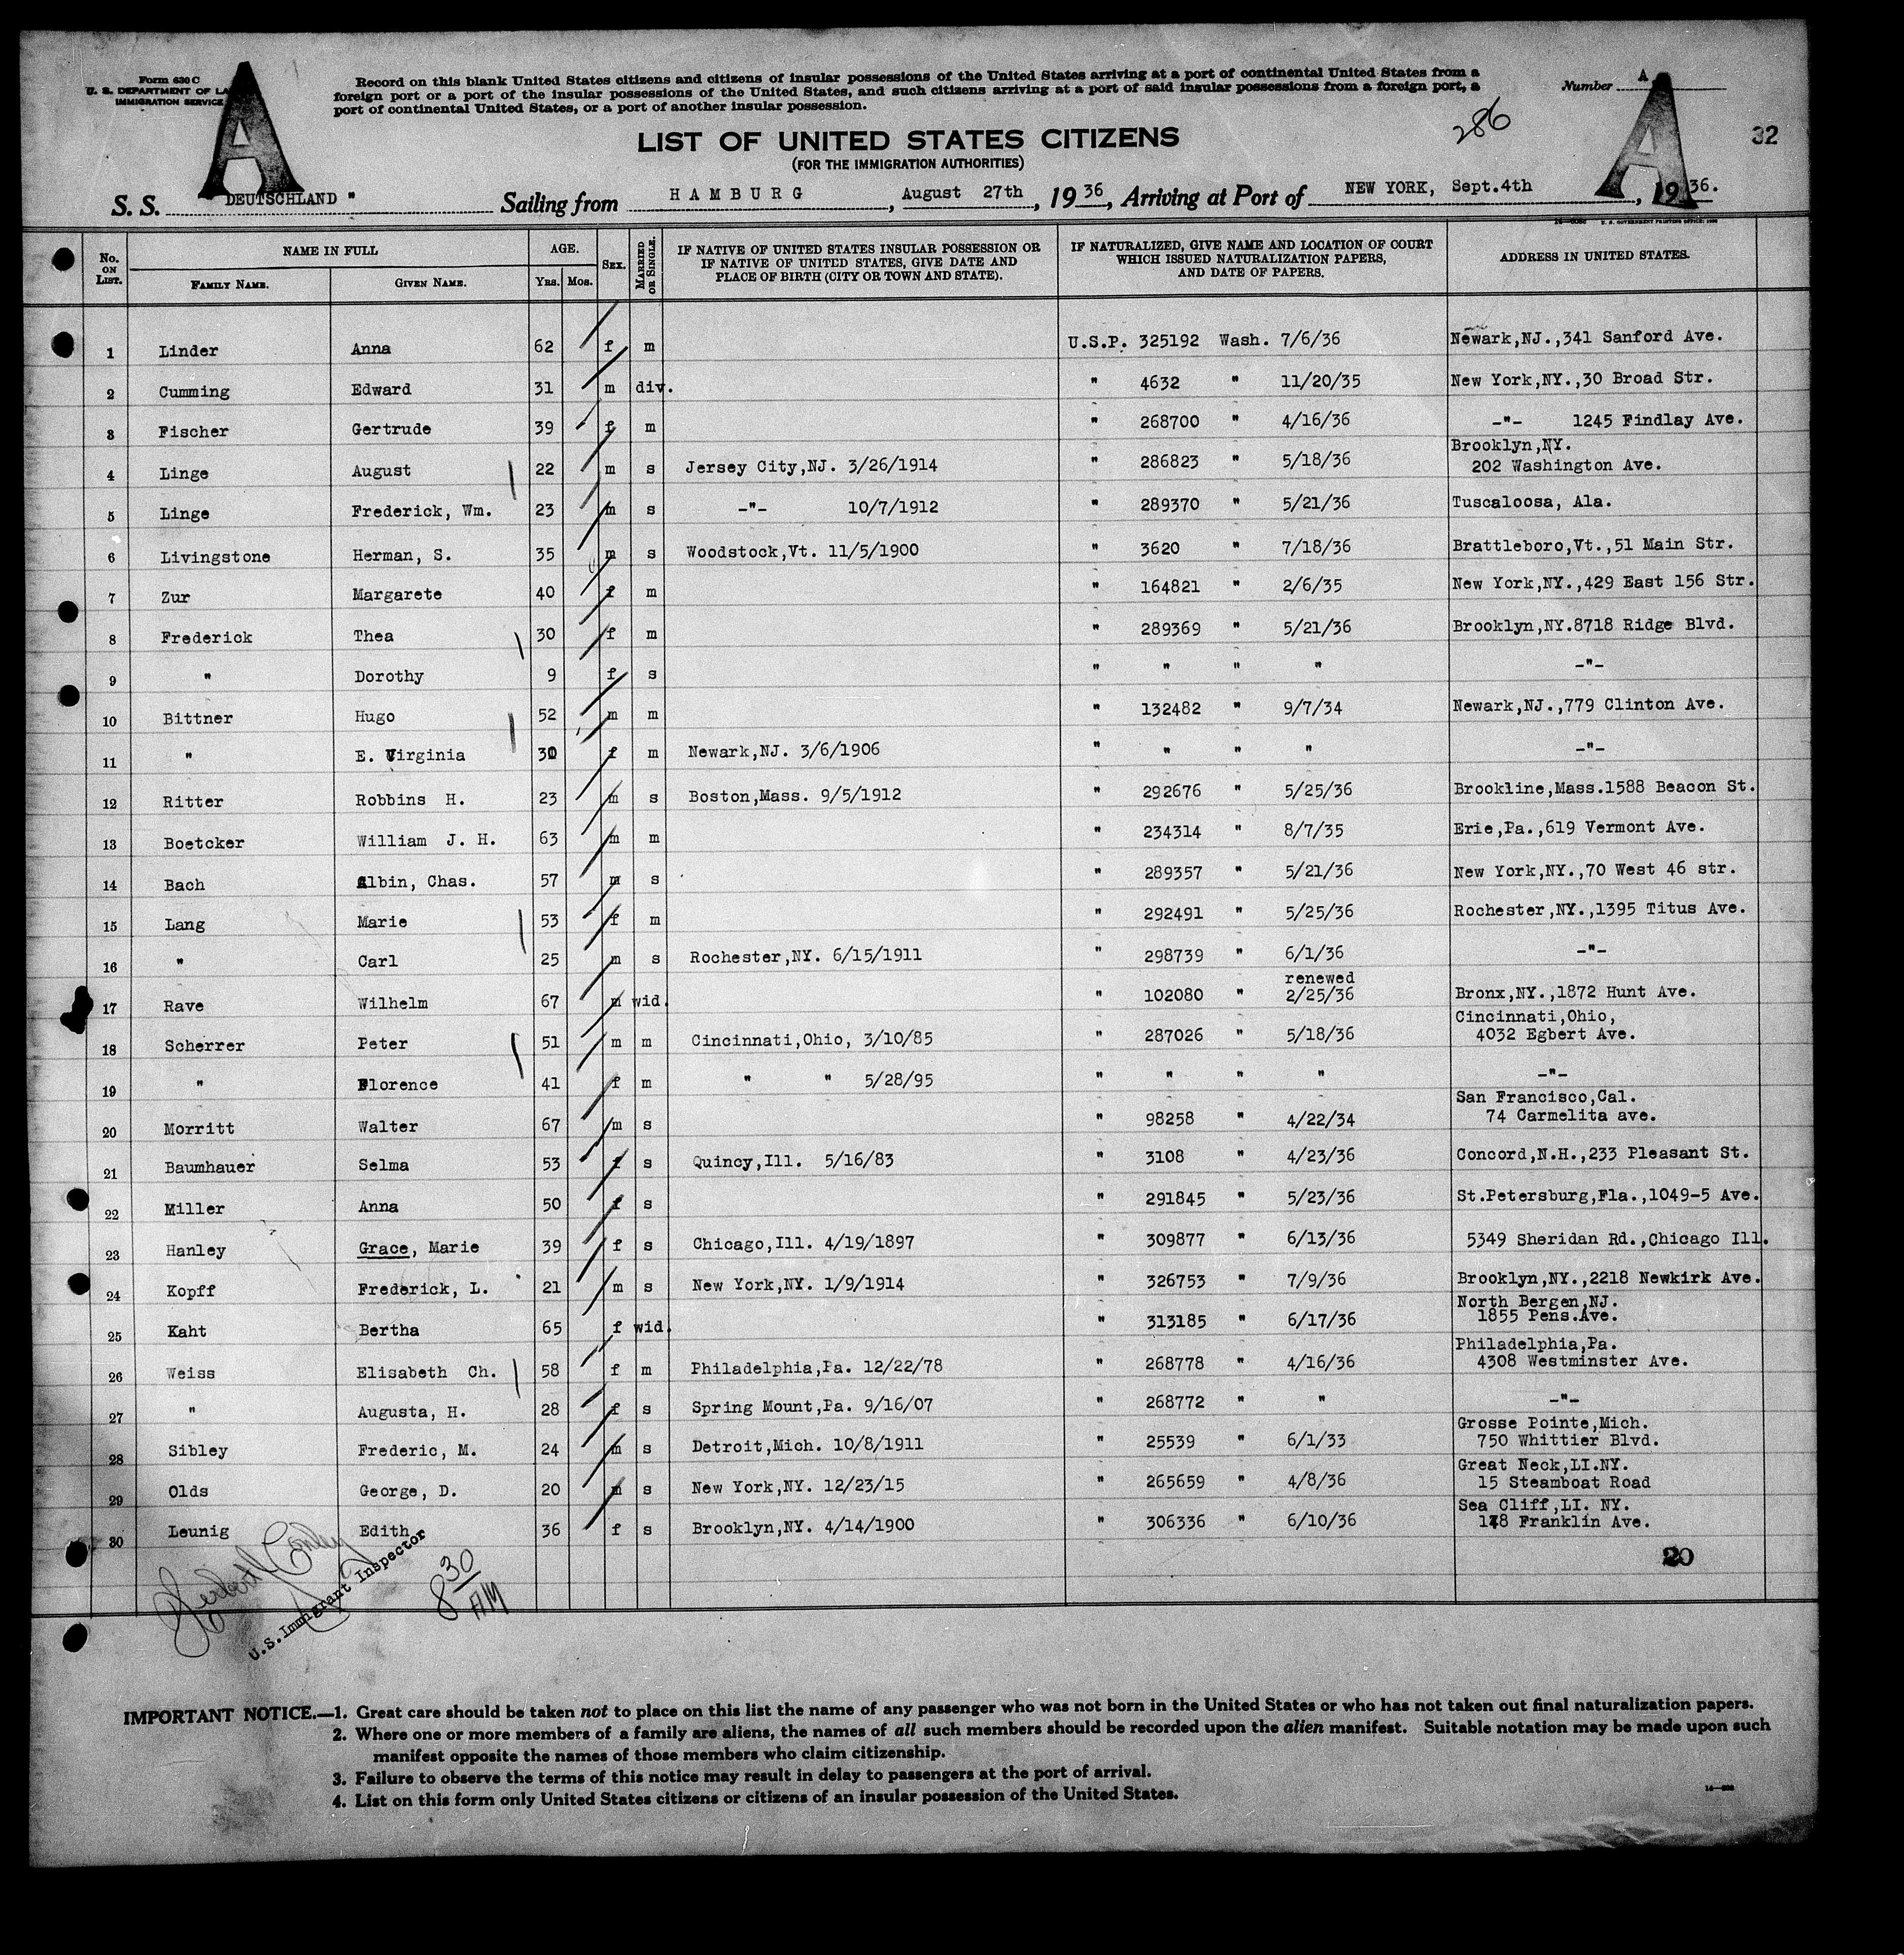 Form 630 C
U. S. DEPARTMENT OF LA
IMMIGRATION SERVICE
A
Record on this blank United States citizens and citizens of insular possessions of the United States arriving at a port of continental United States from a
foreign port or a port of the insular possessions of the United States, and such citizens arriving at a port of said insular possessions from a foreign port, a
port of continental United States, or a port of another insular possession.
Number A
A
286
32
LIST OF UNITED STATES CITIZENS
(FOR THE IMMIGRATION AUTHORITIES)
S. S. DEUTSCHLAND " Sailing from HAMBURG, August 27th, 1936, Arriving at Port of NEW YORK, Sept.4th, 1936.
No. ON LIST. NAME IN FULL FAMILY NAME. GIVEN NAME. AGE. YRS. MOS. SEX. MARRIED OR SINGLE. IF NATIVE OF UNITED STATES INSULAR POSSESSION OR IF NATIVE OF UNITED STATES, GIVE DATE AND PLACE OF BIRTH (CITY OR TOWN AND STATE). IF NATURALIZED, GIVE NAME AND LOCATION OF COURT WHICH ISSUED NATURALIZATION PAPERS, AND DATE OF PAPERS. ADDRESS IN UNITED STATES.
1 Linder Anna 62 f m U.S.P. 325192 Wash. 7/6/36 Newark,NJ.,341 Sanford Ave.
2 Cumming Edward 31 m div. " 4632 " 11/20/35 New York,NY.,30 Broad Str.
3 Fischer Gertrude 39 f m " 268700 " 4/16/36 -"- 1245 Findlay Ave.
4 Linge August 22 m s Jersey City,NJ. 3/26/1914 " 286823 " 5/18/36 Brooklyn,NY. 202 Washington Ave.
5 Linge Frederick, Wm. 23 m s -"- 10/7/1912 " 289370 " 5/21/36 Tuscaloosa, Ala.
6 Livingstone Herman, S. 35 m s Woodstock,Vt. 11/5/1900 " 3620 " 7/18/36 Brattleboro,Vt.,51 Main Str.
7 Zur Margarete 40 f m " 164821 " 2/6/35 New York,NY.,429 East 156 Str.
8 Frederick Thea 30 f m " 289369 " 5/21/36 Brooklyn,NY.8718 Ridge Blvd.
9 " Dorothy 9 f s " " " " -"-
10 Bittner Hugo 52 m m " 132482 " 9/7/34 Newark,NJ.,779 Clinton Ave.
11 " E. Virginia 30 f m Newark,NJ. 3/6/1906 " " " " -"-
12 Ritter Robbins H. 23 m s Boston,Mass. 9/5/1912 " 292676 " 5/25/36 Brookline,Mass.1588 Beacon St.
13 Boetcker William J. H. 63 m m " 234314 " 8/7/35 Erie,Pa.,619 Vermont Ave.
14 Bach Albin, Chas. 57 m s " 289357 " 5/21/36 New York,NY.,70 West 46 str.
15 Lang Marie 53 f m " 292491 " 5/25/36 Rochester,NY.,1395 Titus Ave.
16 " Carl 25 m s Rochester,NY. 6/15/1911 " 298739 " 6/1/36 -"-
17 Rave Wilhelm 67 m wid. " 102080 " renewed 2/25/36 Bronx,NY.,1872 Hunt Ave.
18 Scherrer Peter 51 m m Cincinnati,Ohio, 3/10/85 " 287026 " 5/18/36 Cincinnati,Ohio, 4032 Egbert Ave.
19 " Florence 41 f m " " 5/28/95 " " " " -"-
20 Morritt Walter 67 m s " 98258 " 4/22/34 San Francisco,Cal. 74 Carmelita ave.
21 Baumhauer Selma 53 f s Quincy,Ill. 5/16/83 " 3108 " 4/23/36 Concord,N.H.,233 Pleasant St.
22 Miller Anna 50 f s " 291845 " 5/23/36 St.Petersburg,Fla.,1049-5 Ave.
23 Hanley Grace, Marie 39 f s Chicago,Ill. 4/19/1897 " 309877 " 6/13/36 5349 Sheridan Rd.,Chicago Ill.
24 Kopff Frederick, L. 21 m s New York,NY. 1/9/1914 " 326753 " 7/9/36 Brooklyn,NY.,2218 Newkirk Ave.
25 Kaht Bertha 65 f wid. " 313185 " 6/17/36 North Bergen,NJ. 1855 Pens.Ave.
26 Weiss Elisabeth Ch. 58 f m Philadelphia,Pa. 12/22/78 " 268778 " 4/16/36 Philadelphia,Pa. 4308 Westminster Ave.
27 " Augusta, H. 28 f s Spring Mount,Pa. 9/16/07 " 268772 " " -"-
28 Sibley Frederic, M. 24 m s Detroit,Mich. 10/8/1911 " 25539 " 6/1/33 Grosse Pointe,Mich. 750 Whittier Blvd.
29 Olds George, D. 20 m s New York,NY. 12/23/15 " 265659 " 4/8/36 Great Neck,LI.NY. 15 Steamboat Road
30 Leunig Edith 36 f s Brooklyn,NY. 4/14/1900 " 306336 " 6/10/36 Sea Cliff,LI. NY. 178 Franklin Ave.
20
U.S. Immigrant Inspector
8 30 AM
IMPORTANT NOTICE.—1. Great care should be taken not to place on this list the name of any passenger who was not born in the United States or who has not taken out final naturalization papers.
2. Where one or more members of a family are aliens, the names of all such members should be recorded upon the alien manifest. Suitable notation may be made upon such
manifest opposite the names of those members who claim citizenship.
3. Failure to observe the terms of this notice may result in delay to passengers at the port of arrival.
4. List on this form only United States citizens or citizens of an insular possession of the United States.